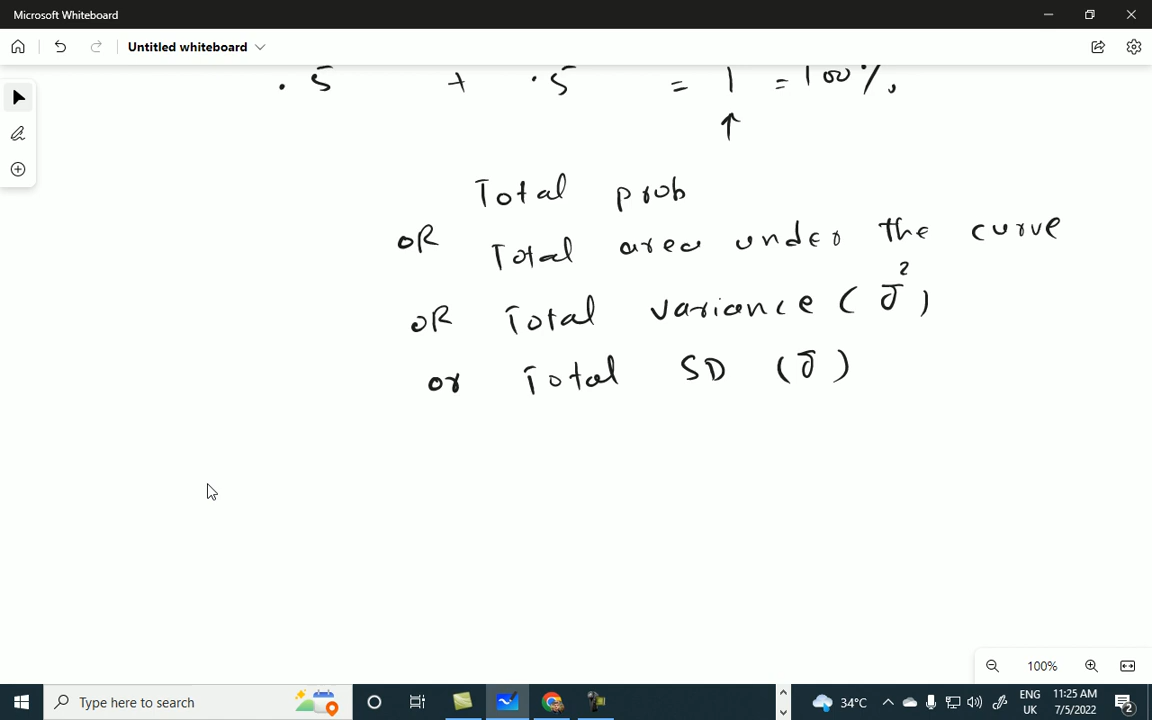 Microsoft Whiteboard
Untitled whiteboard
.5 + .5 = 1 = 100%.
↑
Total prob
OR Total area under the curve
OR Total variance (σ²)
or Total SD (σ)
100%
Type here to search
34°C
ENG
UK
11:25 AM
7/5/2022
2